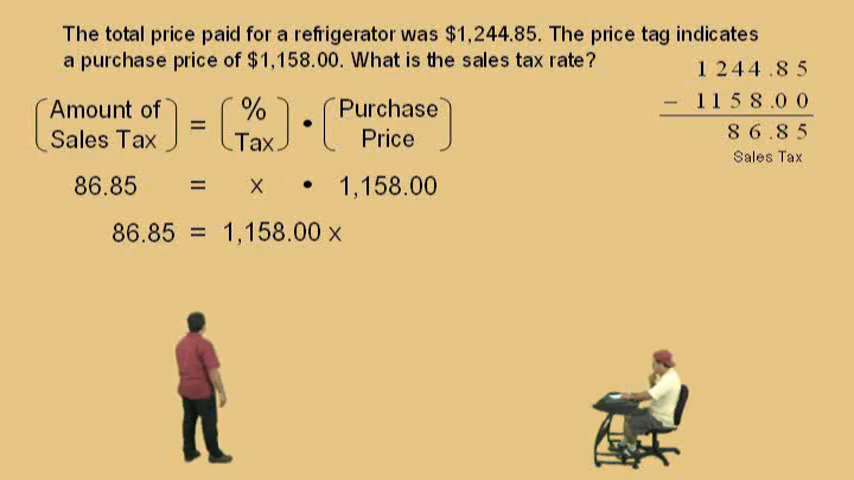 The total price paid for a refrigerator was $1,244.85. The price tag indicates
a purchase price of $1,158.00. What is the sales tax rate?
1244.85
- 1158.00
86.85
Sales Tax
(Amount of Sales Tax) = (% Tax) • (Purchase Price)
86.85 = x • 1,158.00
86.85 = 1,158.00 x